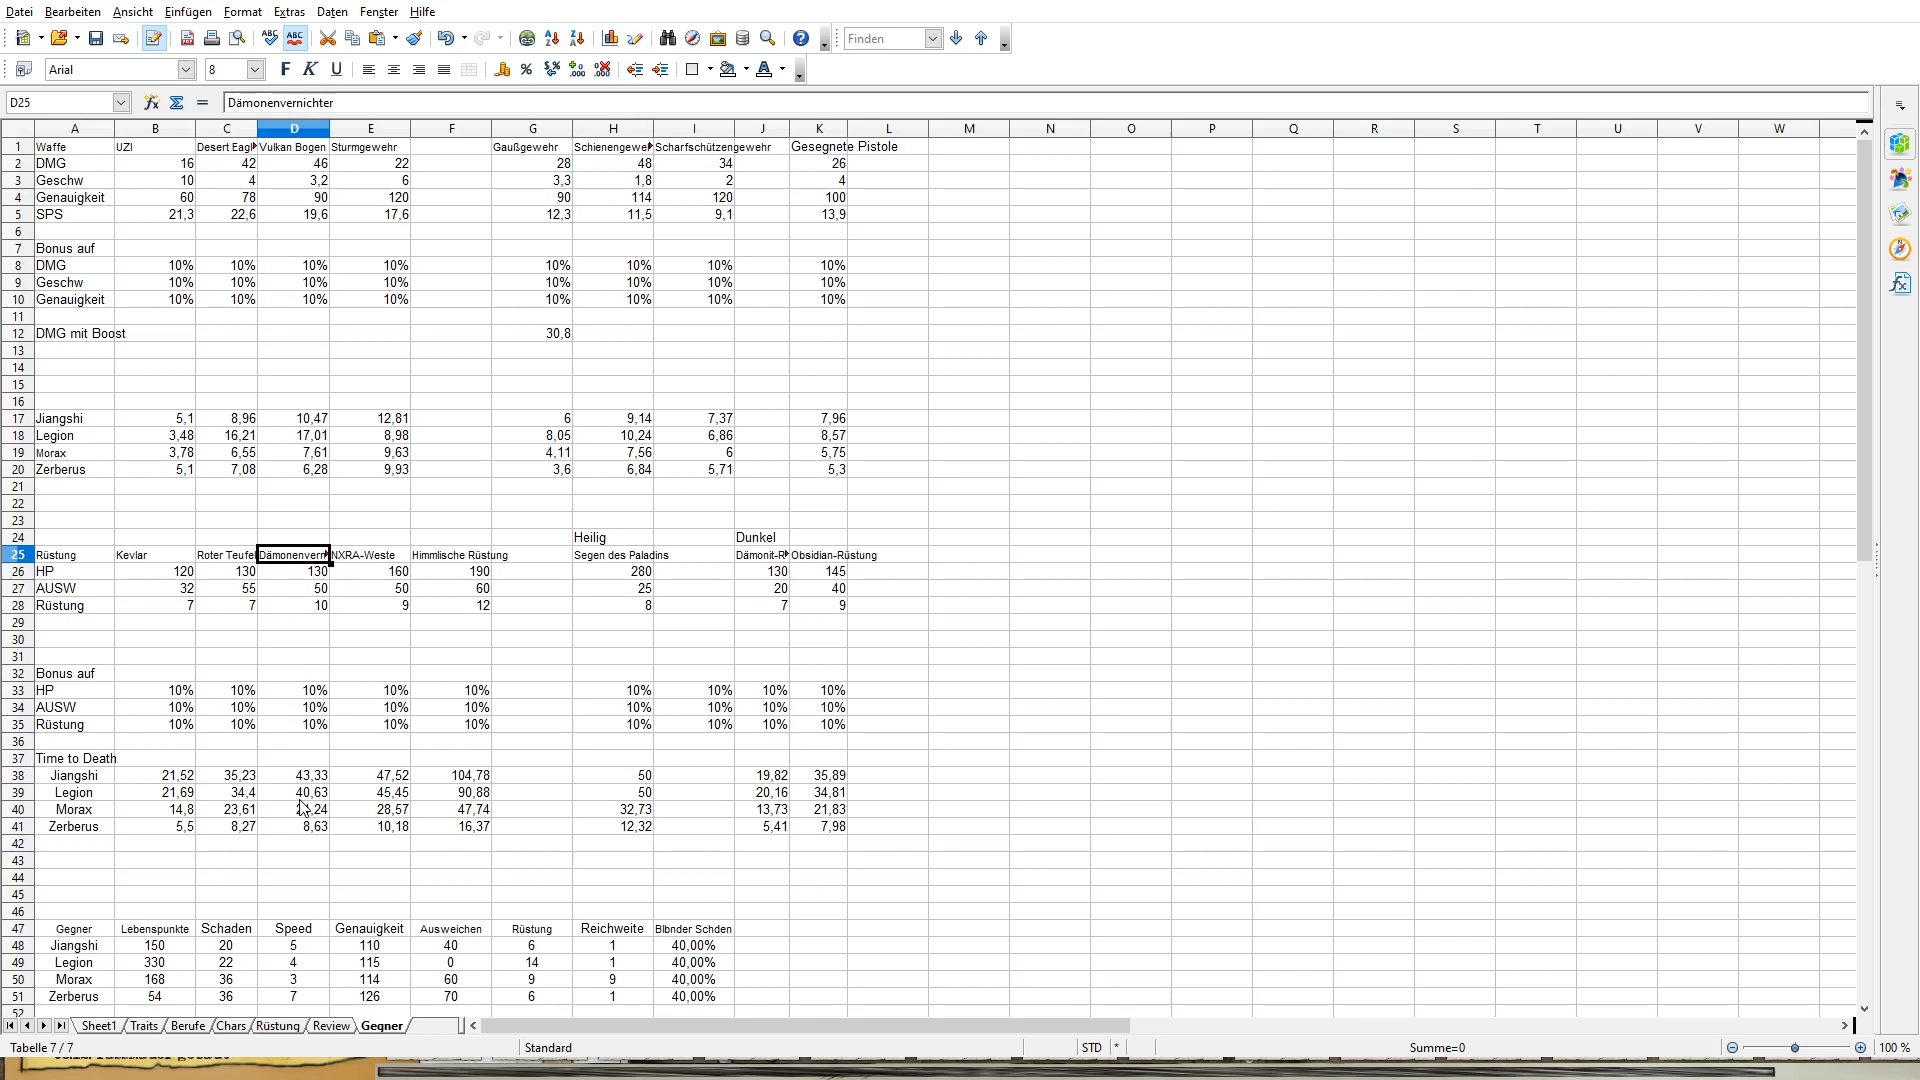 Datei Bearbeiten Ansicht Einfügen Format Extras Daten Fenster Hilfe
Finden
Arial 8 F K U
D25 Dämonenvernichter
A B C D E F G H I J K L M N O P Q R S T U V W
1 Waffe UZI Desert Eagl Vulkan Bogen Sturmgewehr Gaußgewehr Schienengewe Scharfschützengewehr Gesegnete Pistole
2 DMG 16 42 46 22 28 48 34 26
3 Geschw 10 4 3,2 6 3,3 1,8 2 4
4 Genauigkeit 60 78 90 120 90 114 120 100
5 SPS 21,3 22,6 19,6 17,6 12,3 11,5 9,1 13,9
6
7 Bonus auf
8 DMG 10% 10% 10% 10% 10% 10% 10% 10%
9 Geschw 10% 10% 10% 10% 10% 10% 10% 10%
10 Genauigkeit 10% 10% 10% 10% 10% 10% 10% 10%
11
12 DMG mit Boost 30,8
13
14
15
16
17 Jiangshi 5,1 8,96 10,47 12,81 6 9,14 7,37 7,96
18 Legion 3,48 16,21 17,01 8,98 8,05 10,24 6,86 8,57
19 Morax 3,78 6,55 7,61 9,63 4,11 7,56 6 5,75
20 Zerberus 5,1 7,08 6,28 9,93 3,6 6,84 5,71 5,3
21
22
23
24 Heilig Dunkel
25 Rüstung Kevlar Roter Teufel Dämonenvern NXRA-Weste Himmlische Rüstung Segen des Paladins Dämonit-R Obsidian-Rüstung
26 HP 120 130 130 160 190 280 130 145
27 AUSW 32 55 50 50 60 25 20 40
28 Rüstung 7 7 10 9 12 8 7 9
29
30
31
32 Bonus auf
33 HP 10% 10% 10% 10% 10% 10% 10% 10% 10%
34 AUSW 10% 10% 10% 10% 10% 10% 10% 10% 10%
35 Rüstung 10% 10% 10% 10% 10% 10% 10% 10% 10%
36
37 Time to Death
38 Jiangshi 21,52 35,23 43,33 47,52 104,78 50 19,82 35,89
39 Legion 21,69 34,4 40,63 45,45 90,88 50 20,16 34,81
40 Morax 14,8 23,61 28,57 47,74 32,73 13,73 21,83
41 Zerberus 5,5 8,27 8,63 10,18 16,37 12,32 5,41 7,98
42
43
44
45
46
47 Gegner Lebenspunkte Schaden Speed Genauigkeit Ausweichen Rüstung Reichweite Blbnder Schden
48 Jiangshi 150 20 5 110 40 6 1 40,00%
49 Legion 330 22 4 115 0 14 1 40,00%
50 Morax 168 36 3 114 60 9 9 40,00%
51 Zerberus 54 36 7 126 70 6 1 40,00%
52
Sheet1 Traits Berufe Chars Rüstung Review Gegner
Tabelle 7 / 7 Standard STD * Summe=0 100 %